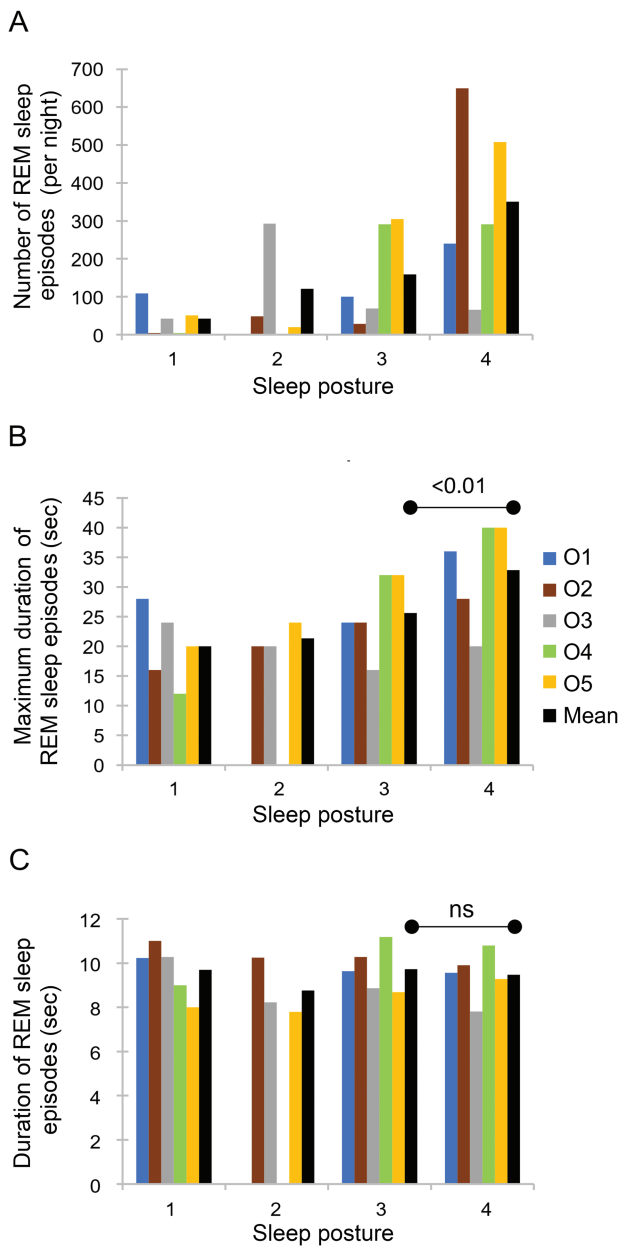 A
Number of REM sleep
episodes (per night)
700
600
500
400
300
200
100
0
1 2 3 4
Sleep posture
B
Maximum duration of
REM sleep episodes (sec)
45
40
35
30
25
20
15
10
5
0
<0.01
1 2 3 4
Sleep posture
O1
O2
O3
O4
O5
Mean
C
Duration of REM sleep
episodes (sec)
12
10
8
6
4
2
0
ns
1 2 3 4
Sleep posture